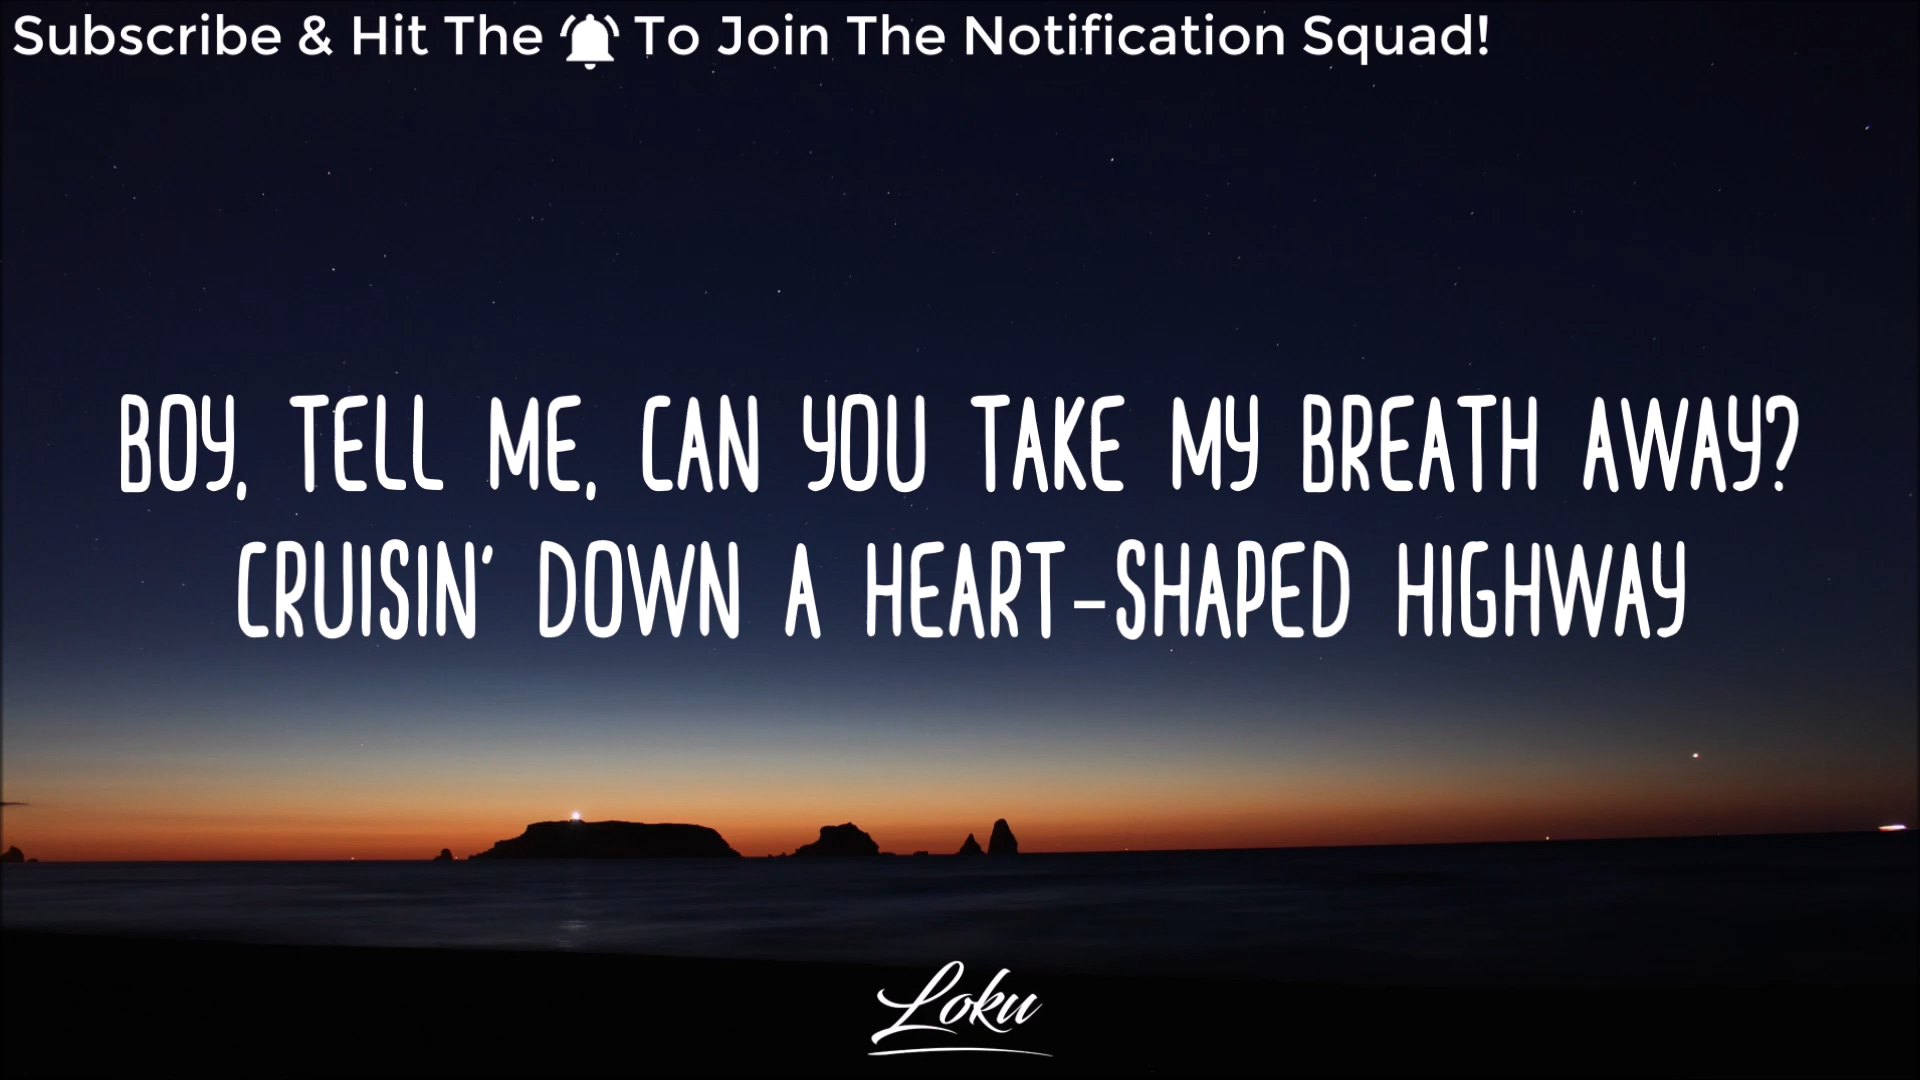 Subscribe & Hit The To Join The Notification Squad!
BOY, TELL ME, CAN YOU TAKE MY BREATH AWAY?
CRUISIN' DOWN A HEART-SHAPED HIGHWAY
Loku